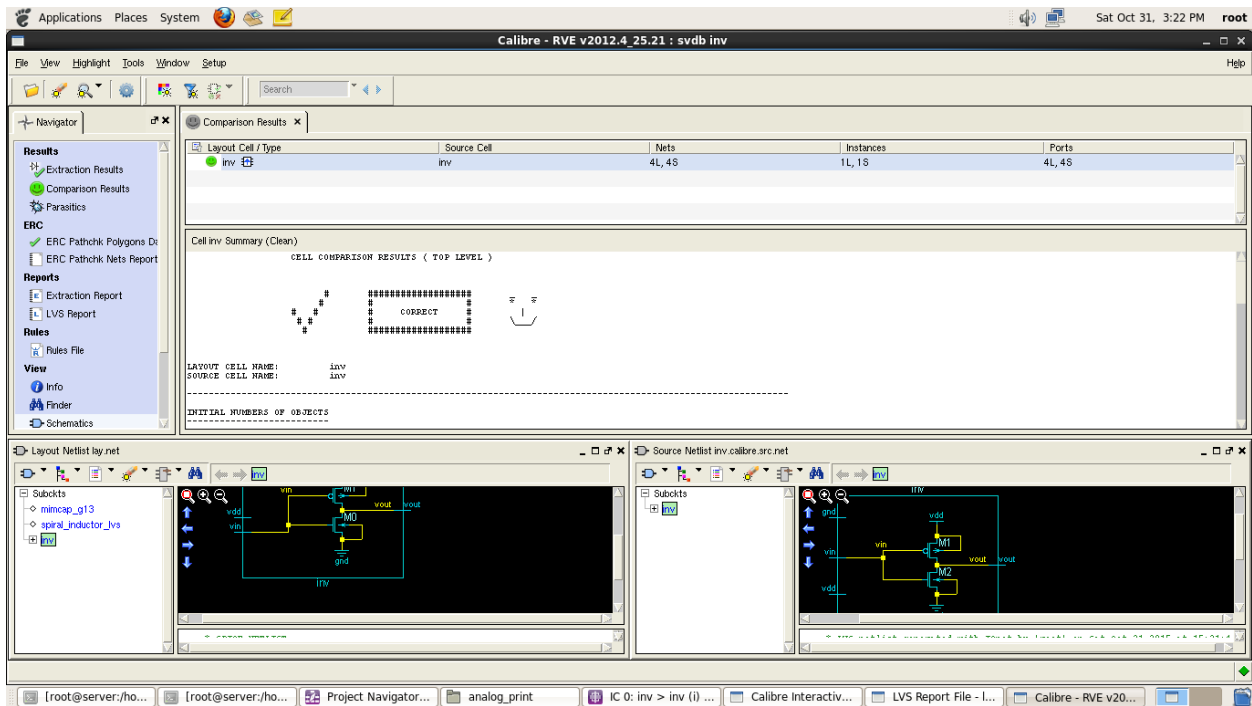 Applications Places System Sat Oct 31, 3:22 PM root
Calibre - RVE v2012.4_25.21 : svdb inv
File View Highlight Tools Window Setup Help
Search
Navigator
Results
Extraction Results
Comparison Results
Parasitics
ERC
ERC Pathchk Polygons Da
ERC Pathchk Nets Report
Reports
Extraction Report
LVS Report
Rules
Rules File
View
Info
Finder
Schematics
Comparison Results
Layout Cell / Type Source Cell Nets Instances Ports
inv inv 4L, 4S 1L, 1S 4L, 4S
Cell inv Summary (Clean)
CELL COMPARISON RESULTS ( TOP LEVEL )
# ###################
# # #
# # # CORRECT #
# # # #
# ###################
LAYOUT CELL NAME: inv
SOURCE CELL NAME: inv
INITIAL NUMBERS OF OBJECTS
Layout Netlist lay.net
inv
Subckts
mimcap_g13
spiral_inductor_lvs
inv
vin M1
vdd vout vout
vin M0
gnd
inv
Source Netlist inv.calibre.src.net
inv
Subckts
inv
inv
gnd vdd
vin vin M1
vout vout
M2
vdd
[root@server:/ho... [root@server:/ho... Project Navigator... analog_print IC 0: inv > inv (i) ... Calibre Interactiv... LVS Report File - l... Calibre - RVE v20...